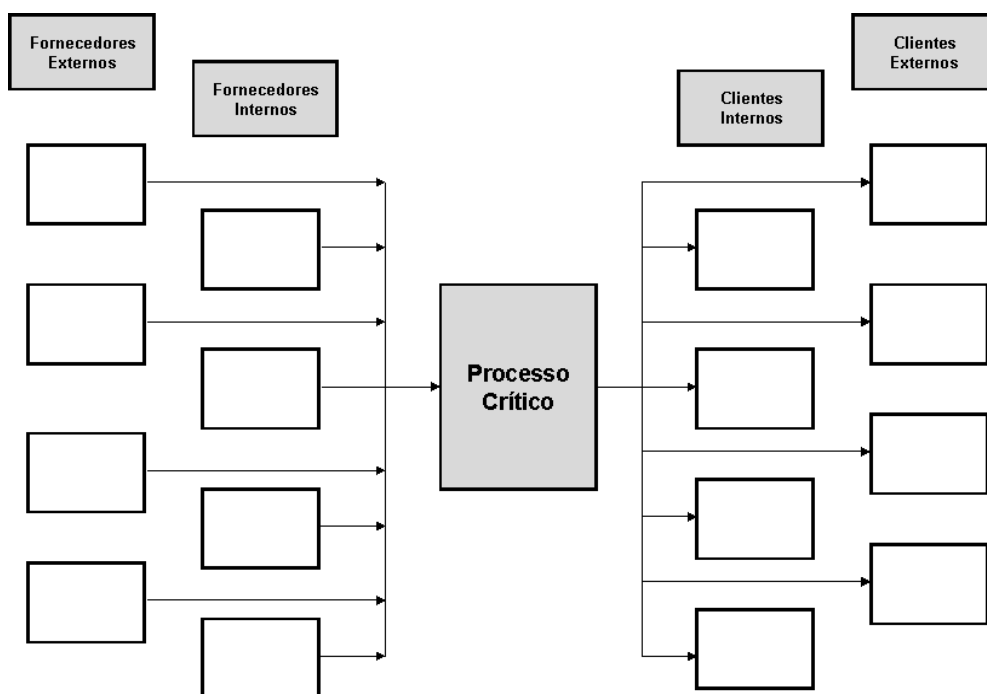 Fornecedores
Externos
Fornecedores
Internos
Clientes
Internos
Clientes
Externos
Processo
Crítico